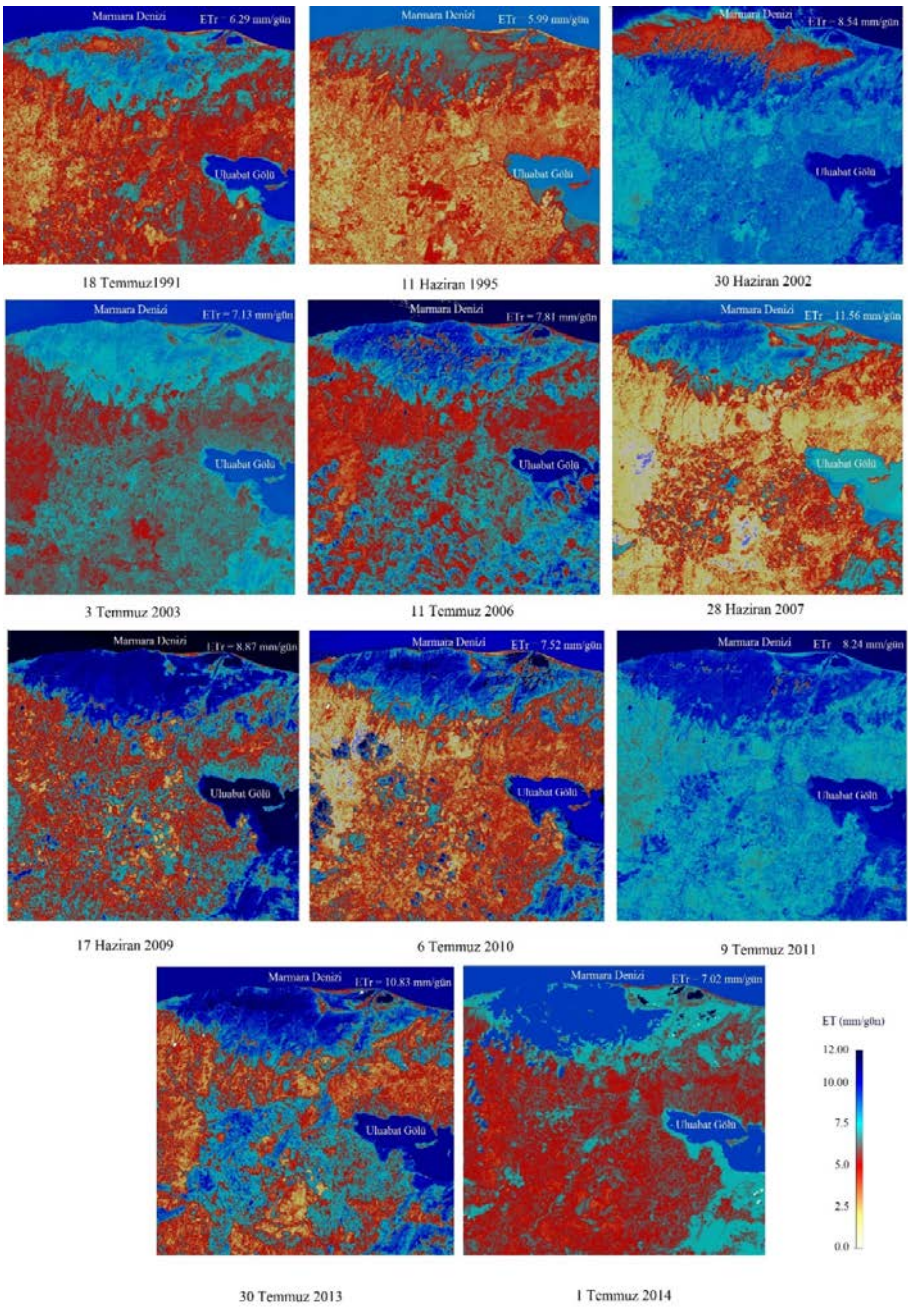 Marmara Denizi ETr = 6.29 mm/gün
Uluabat Gölü
18 Temmuz1991
Marmara Denizi ETr 5.99 mm/gün
Uluabat Gölü
11 Haziran 1995
Marmara Denizi ETr = 8.54 mm/gün
Uluabat Gölü
30 Haziran 2002
Marmara Denizi
ETr = 7.13 mm/gün
Uluabat Gölü
3 Temmuz 2003
Marmara Denizi
ETr = 7.81 mm/gün
Uluabat Gölü
11 Temmuz 2006
Marmara Denizi
ETr = 11.56 mm/gün
Uluabat Gölü
28 Haziran 2007
Marmara Denizi
ETr = 8.87 mm/gün
Uluabat Gölü
17 Haziran 2009
Marmara Denizi ETr = 7.52 mm/gün
Uluabat Gölü
6 Temmuz 2010
Marmara Denizi ETr 8.24 mm/gün
Uluabat Gölü
9 Temmuz 2011
Marmara Denizi
ETr = 10.83 mm/gün
Uluabat Gölü
30 Temmuz 2013
Marmara Denizi
ETr = 7.02 mm/gün
Uluabat Gölü
1 Temmuz 2014
ET (mm/gün)
12.00
10.00
7.5
5.0
2.5
0.0